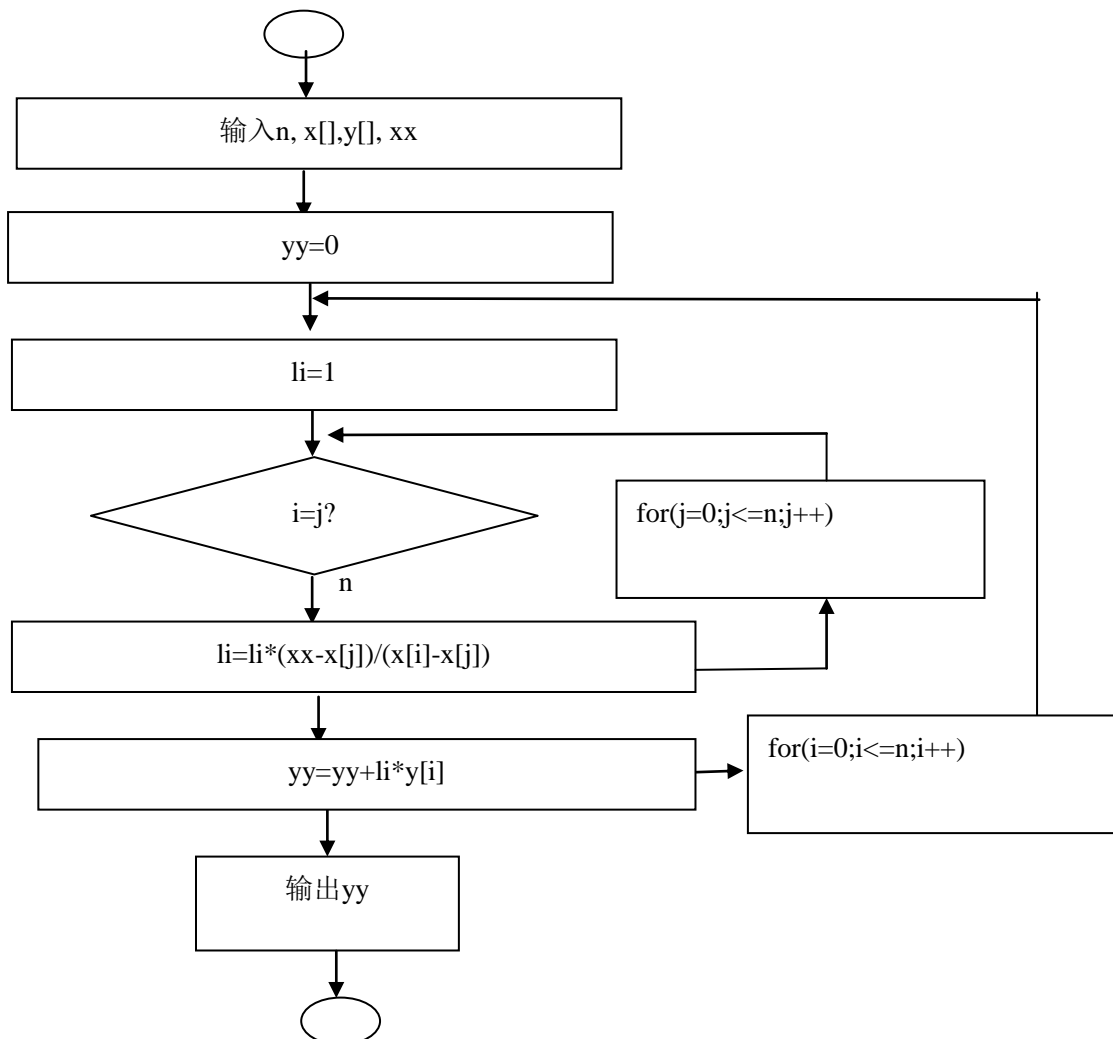 输入n, x[],y[], xx
yy=0
li=1
i=j?
for(j=0;j<=n;j++)
n
li=li*(xx-x[j])/(x[i]-x[j])
for(i=0;i<=n;i++)
yy=yy+li*y[i]
输出yy